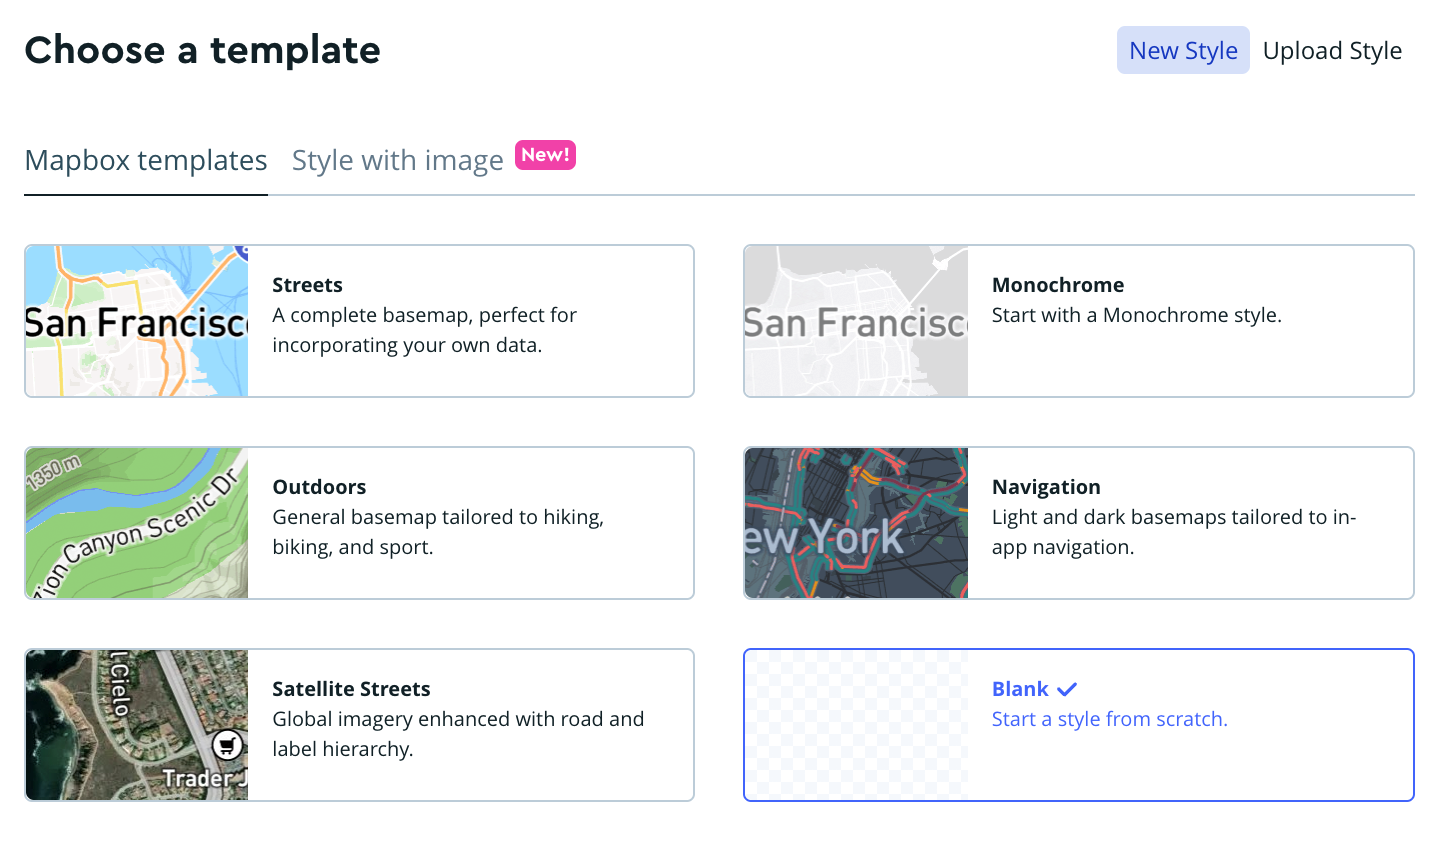 Choose a template
New Style
Upload Style
Mapbox templates
Style with image
New!
San Francisc
Streets
A complete basemap, perfect for
incorporating your own data.
San Francisc
Monochrome
Start with a Monochrome style.
1350 m
Zion Canyon Scenic Dr
Outdoors
General basemap tailored to hiking,
biking, and sport.
ew York
Navigation
Light and dark basemaps tailored to in-
app navigation.
l Cielo
Trader J
Satellite Streets
Global imagery enhanced with road and
label hierarchy.
Blank
Start a style from scratch.